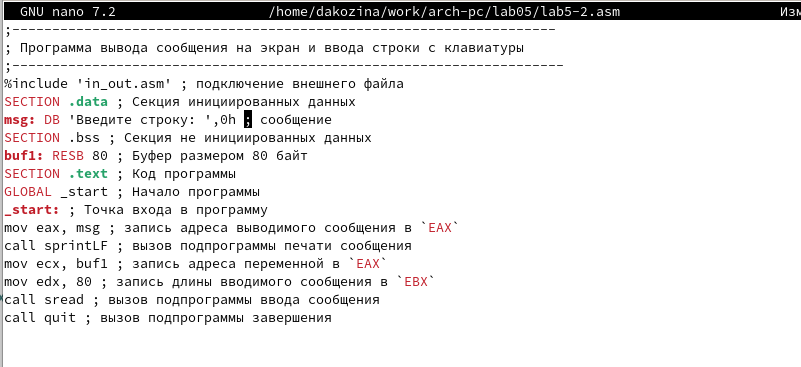 GNU nano 7.2 /home/dakozina/work/arch-pc/lab05/lab5-2.asm Изм
;--------------------------------------------------------------------
; Программа вывода сообщения на экран и ввода строки с клавиатуры
;---------------------------------------------------------------------
%include 'in_out.asm' ; подключение внешнего файла
SECTION .data ; Секция инициированных данных
msg: DB 'Введите строку: ',0h ; сообщение
SECTION .bss ; Секция не инициированных данных
buf1: RESB 80 ; Буфер размером 80 байт
SECTION .text ; Код программы
GLOBAL _start ; Начало программы
_start: ; Точка входа в программу
mov eax, msg ; запись адреса выводимого сообщения в `EAX`
call sprintLF ; вызов подпрограммы печати сообщения
mov ecx, buf1 ; запись адреса переменной в `EAX`
mov edx, 80 ; запись длины вводимого сообщения в `EBX`
call sread ; вызов подпрограммы ввода сообщения
call quit ; вызов подпрограммы завершения